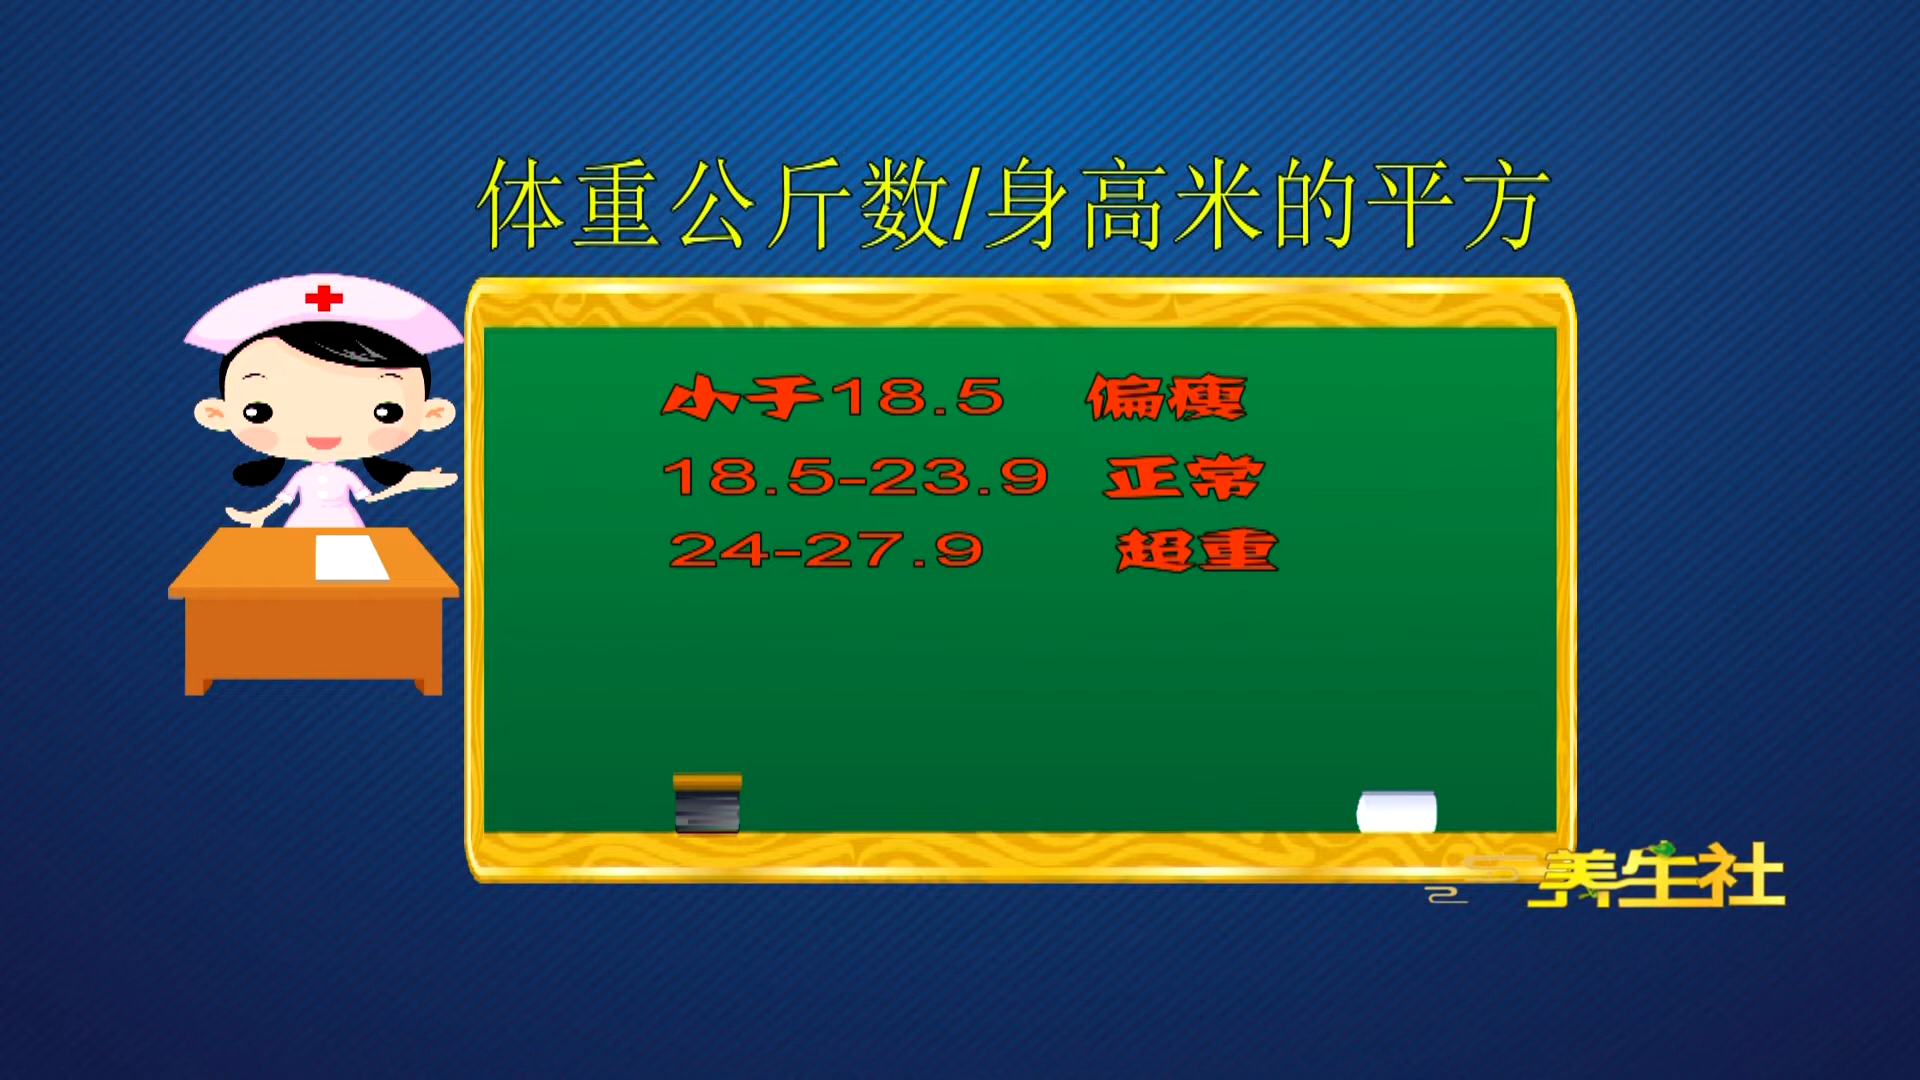 体重公斤数/身高米的平方
小于18.5 偏瘦
18.5-23.9 正常
24-27.9 超重
养生社